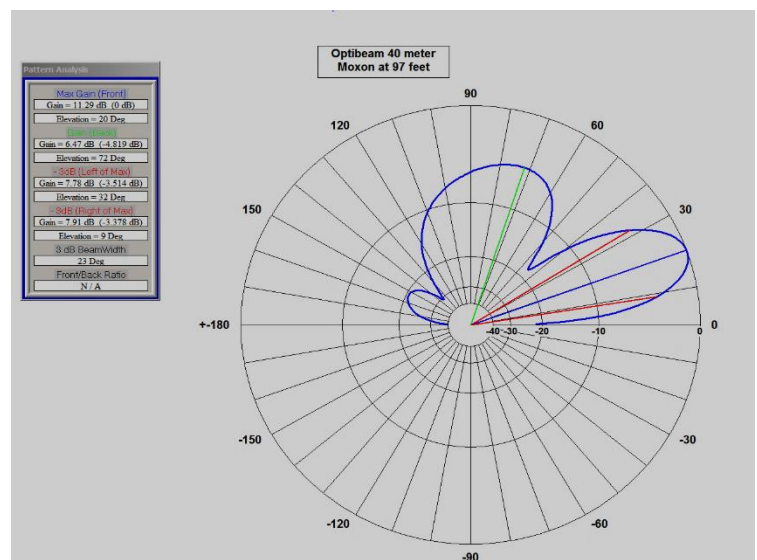 Optibeam 40 meter
Moxon at 97 feet
Pattern Analysis
Max Gain (Front)
Gain = 11.29 dB (0 dB)
Elevation = 20 Deg
Gain (Back)
Gain = 6.47 dB (-4.819 dB)
Elevation = 72 Deg
- 3dB (Left of Max)
Gain = 7.78 dB (-3.514 dB)
Elevation = 32 Deg
- 3dB (Right of Max)
Gain = 7.91 dB (-3.378 dB)
Elevation = 9 Deg
3 dB BeamWidth
23 Deg
Front/Back Ratio
N / A
90
120
60
150
30
+-180
-40 -30 -20 -10 0
0
-150
-30
-120
-60
-90